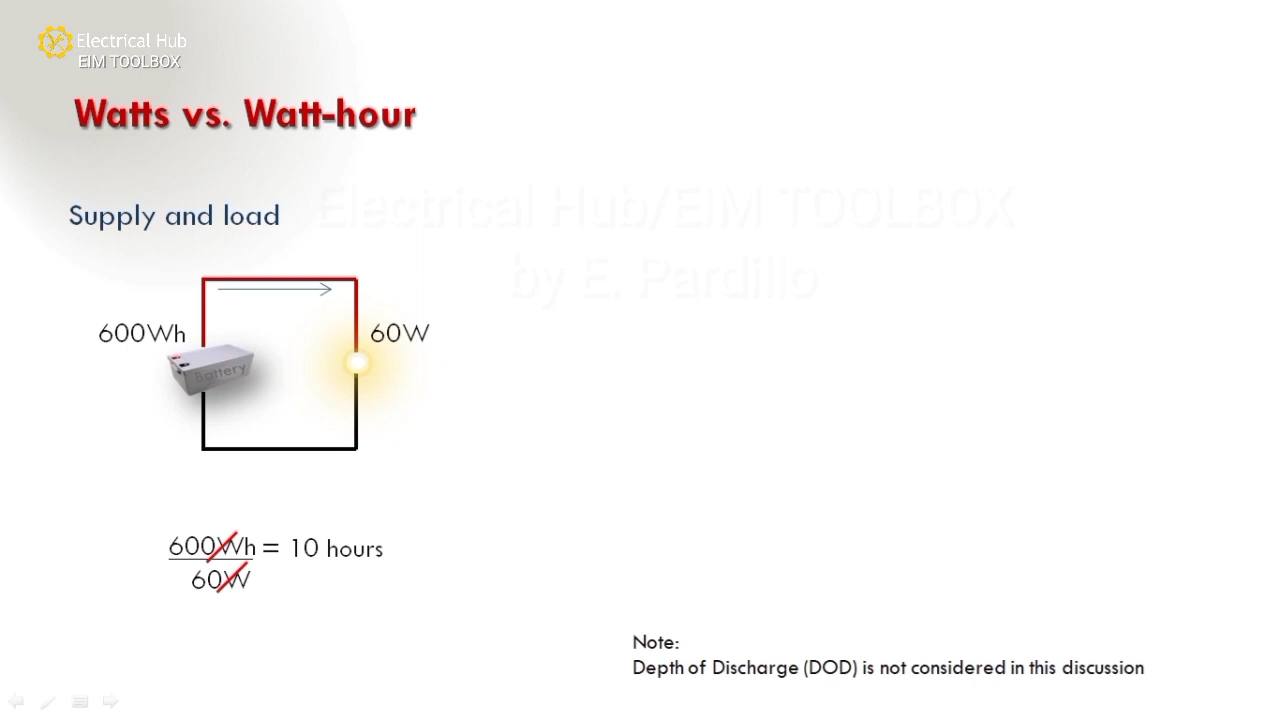 Electrical Hub
EIM TOOLBOX
Watts vs. Watt-hour
Electrical Hub/EIM TOOLBOX
by E. Pardillo
Supply and load
600Wh
60W
Battery
600Wh = 10 hours
60W
Note:
Depth of Discharge (DOD) is not considered in this discussion